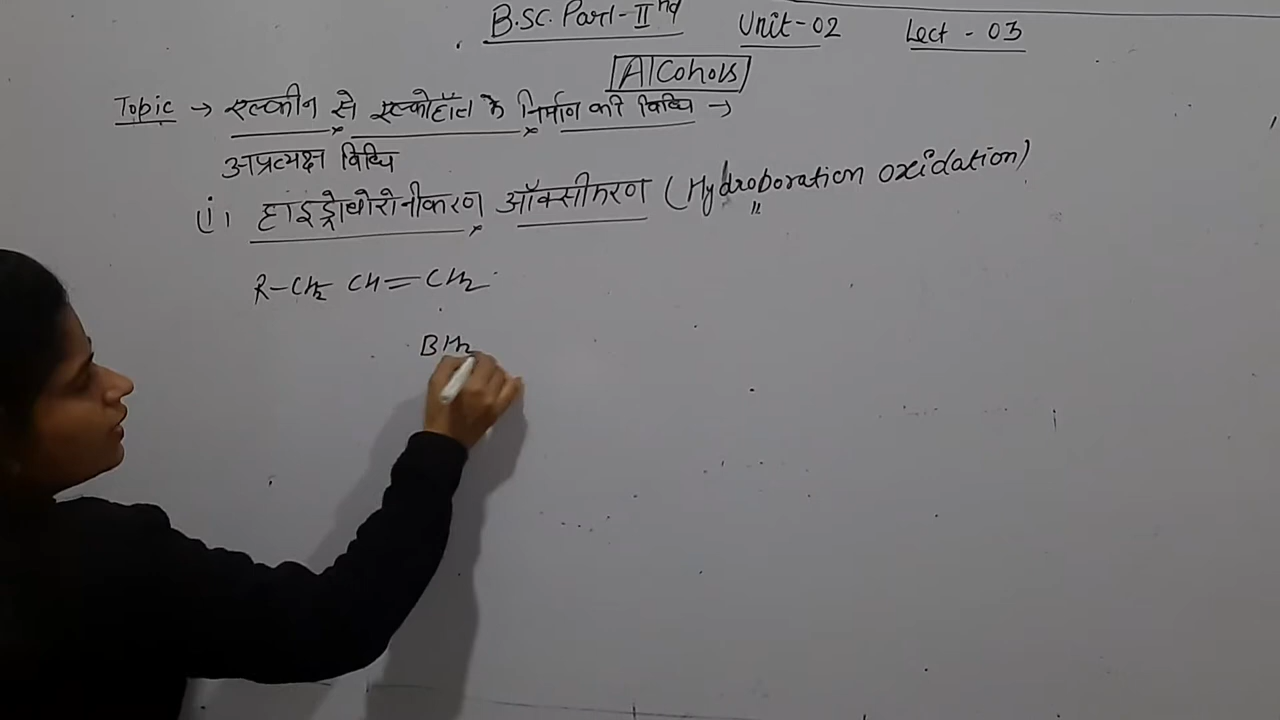 B.SC. Part-IInd Unit-02 Lect-03
Alcohols
Topic → एल्कीन से एल्कोहॉल के निर्माण की विधि →
अप्रत्यक्ष विधि
(i) हाइड्रोबोरोनीकरण ऑक्सीकरण (Hydroboration oxidation)
R-CH2 CH=CH2
BH2